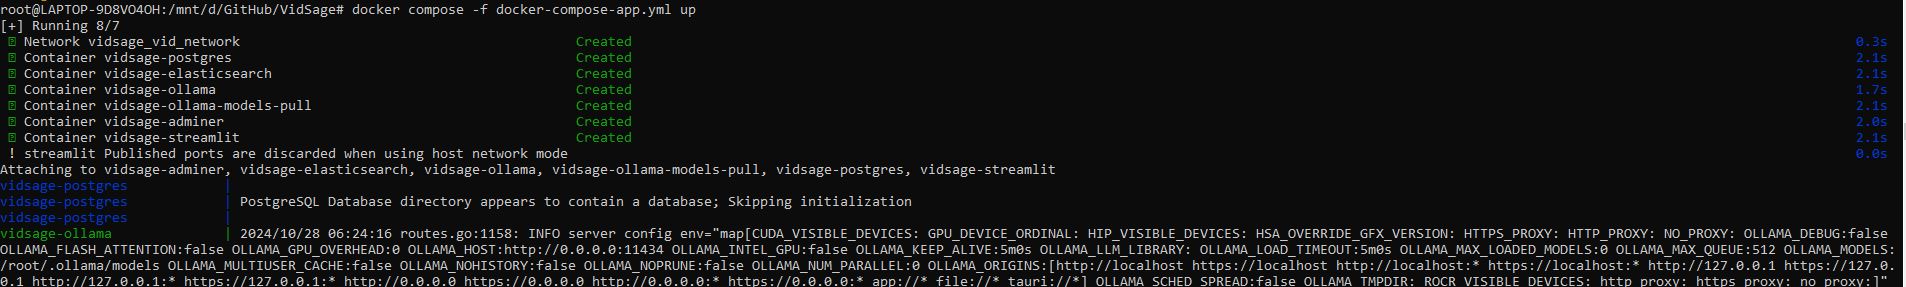 root@LAPTOP-9D8VO4OH:/mnt/d/GitHub/VidSage# docker compose -f docker-compose-app.yml up
[+] Running 8/7
Network vidsage_vid_network Created 0.3s
Container vidsage-postgres Created 2.1s
Container vidsage-elasticsearch Created 2.1s
Container vidsage-ollama Created 1.7s
Container vidsage-ollama-models-pull Created 2.1s
Container vidsage-adminer Created 2.0s
Container vidsage-streamlit Created 2.1s
! streamlit Published ports are discarded when using host network mode 0.0s
Attaching to vidsage-adminer, vidsage-elasticsearch, vidsage-ollama, vidsage-ollama-models-pull, vidsage-postgres, vidsage-streamlit
vidsage-postgres |
vidsage-postgres | PostgreSQL Database directory appears to contain a database; Skipping initialization
vidsage-postgres |
vidsage-ollama | 2024/10/28 06:24:16 routes.go:1158: INFO server config env="map[CUDA_VISIBLE_DEVICES: GPU_DEVICE_ORDINAL: HIP_VISIBLE_DEVICES: HSA_OVERRIDE_GFX_VERSION: HTTPS_PROXY: HTTP_PROXY: NO_PROXY: OLLAMA_DEBUG:false
OLLAMA_FLASH_ATTENTION:false OLLAMA_GPU_OVERHEAD:0 OLLAMA_HOST:http://0.0.0.0:11434 OLLAMA_INTEL_GPU:false OLLAMA_KEEP_ALIVE:5m0s OLLAMA_LLM_LIBRARY: OLLAMA_LOAD_TIMEOUT:5m0s OLLAMA_MAX_LOADED_MODELS:0 OLLAMA_MAX_QUEUE:512 OLLAMA_MODELS:
/root/.ollama/models OLLAMA_MULTIUSER_CACHE:false OLLAMA_NOHISTORY:false OLLAMA_NOPRUNE:false OLLAMA_NUM_PARALLEL:0 OLLAMA_ORIGINS:[http://localhost https://localhost http://localhost:* https://localhost:* http://127.0.0.1 https://127.0.
0.1 http://127.0.0.1:* https://127.0.0.1:* http://0.0.0.0 https://0.0.0.0 http://0.0.0.0:* https://0.0.0.0:* app://* file://* tauri://*] OLLAMA_SCHED_SPREAD:false OLLAMA_TMPDIR: ROCR_VISIBLE_DEVICES: http_proxy: https_proxy: no_proxy:]"